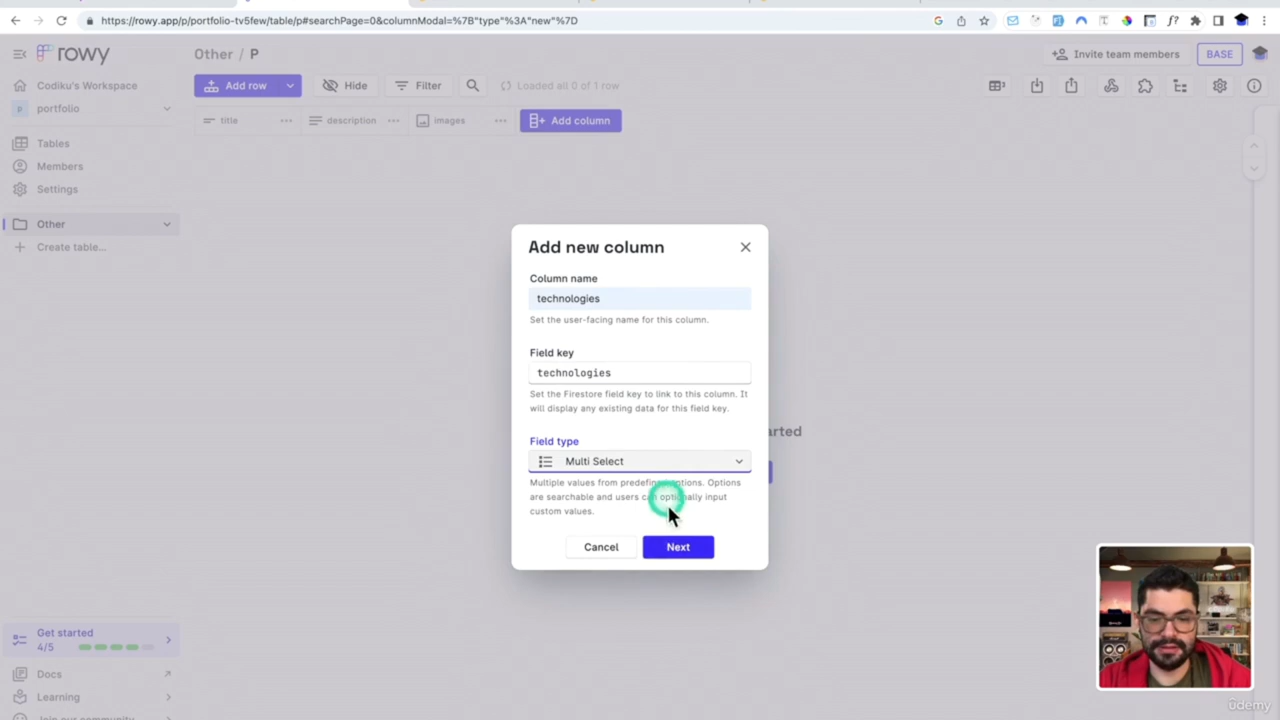 https://rowy.app/p/portfolio-tv5few/table/p#searchPage=0&columnModal=%7B"type"%3A"new"%7D
rowy
Other / P
Invite team members
BASE
Codiku's Workspace
Add row
Hide
Filter
Loaded all 0 of 1 row
portfolio
title
description
images
Add column
Tables
Members
Settings
Other
Create table...
Add new column
Column name
technologies
Set the user-facing name for this column.
Field key
technologies
Set the Firestore field key to link to this column. It
will display any existing data for this field key.
arted
Field type
Multi Select
Multiple values from predefined options. Options
are searchable and users can optionally input
custom values.
Cancel
Next
Get started
4/5
Docs
Learning
Join our community
udemy